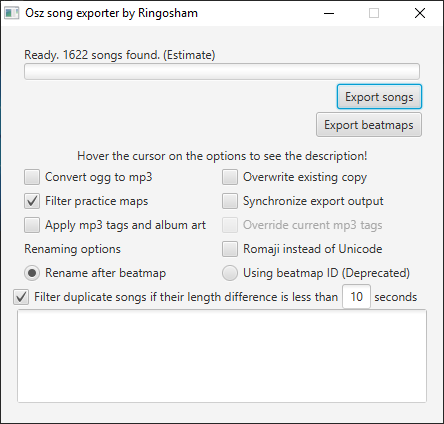 Osz song exporter by Ringosham
Ready. 1622 songs found. (Estimate)
Export songs
Export beatmaps
Hover the cursor on the options to see the description!
Convert ogg to mp3
Overwrite existing copy
Filter practice maps
Synchronize export output
Apply mp3 tags and album art
Override current mp3 tags
Renaming options
Romaji instead of Unicode
Rename after beatmap
Using beatmap ID (Deprecated)
Filter duplicate songs if their length difference is less than 10 seconds